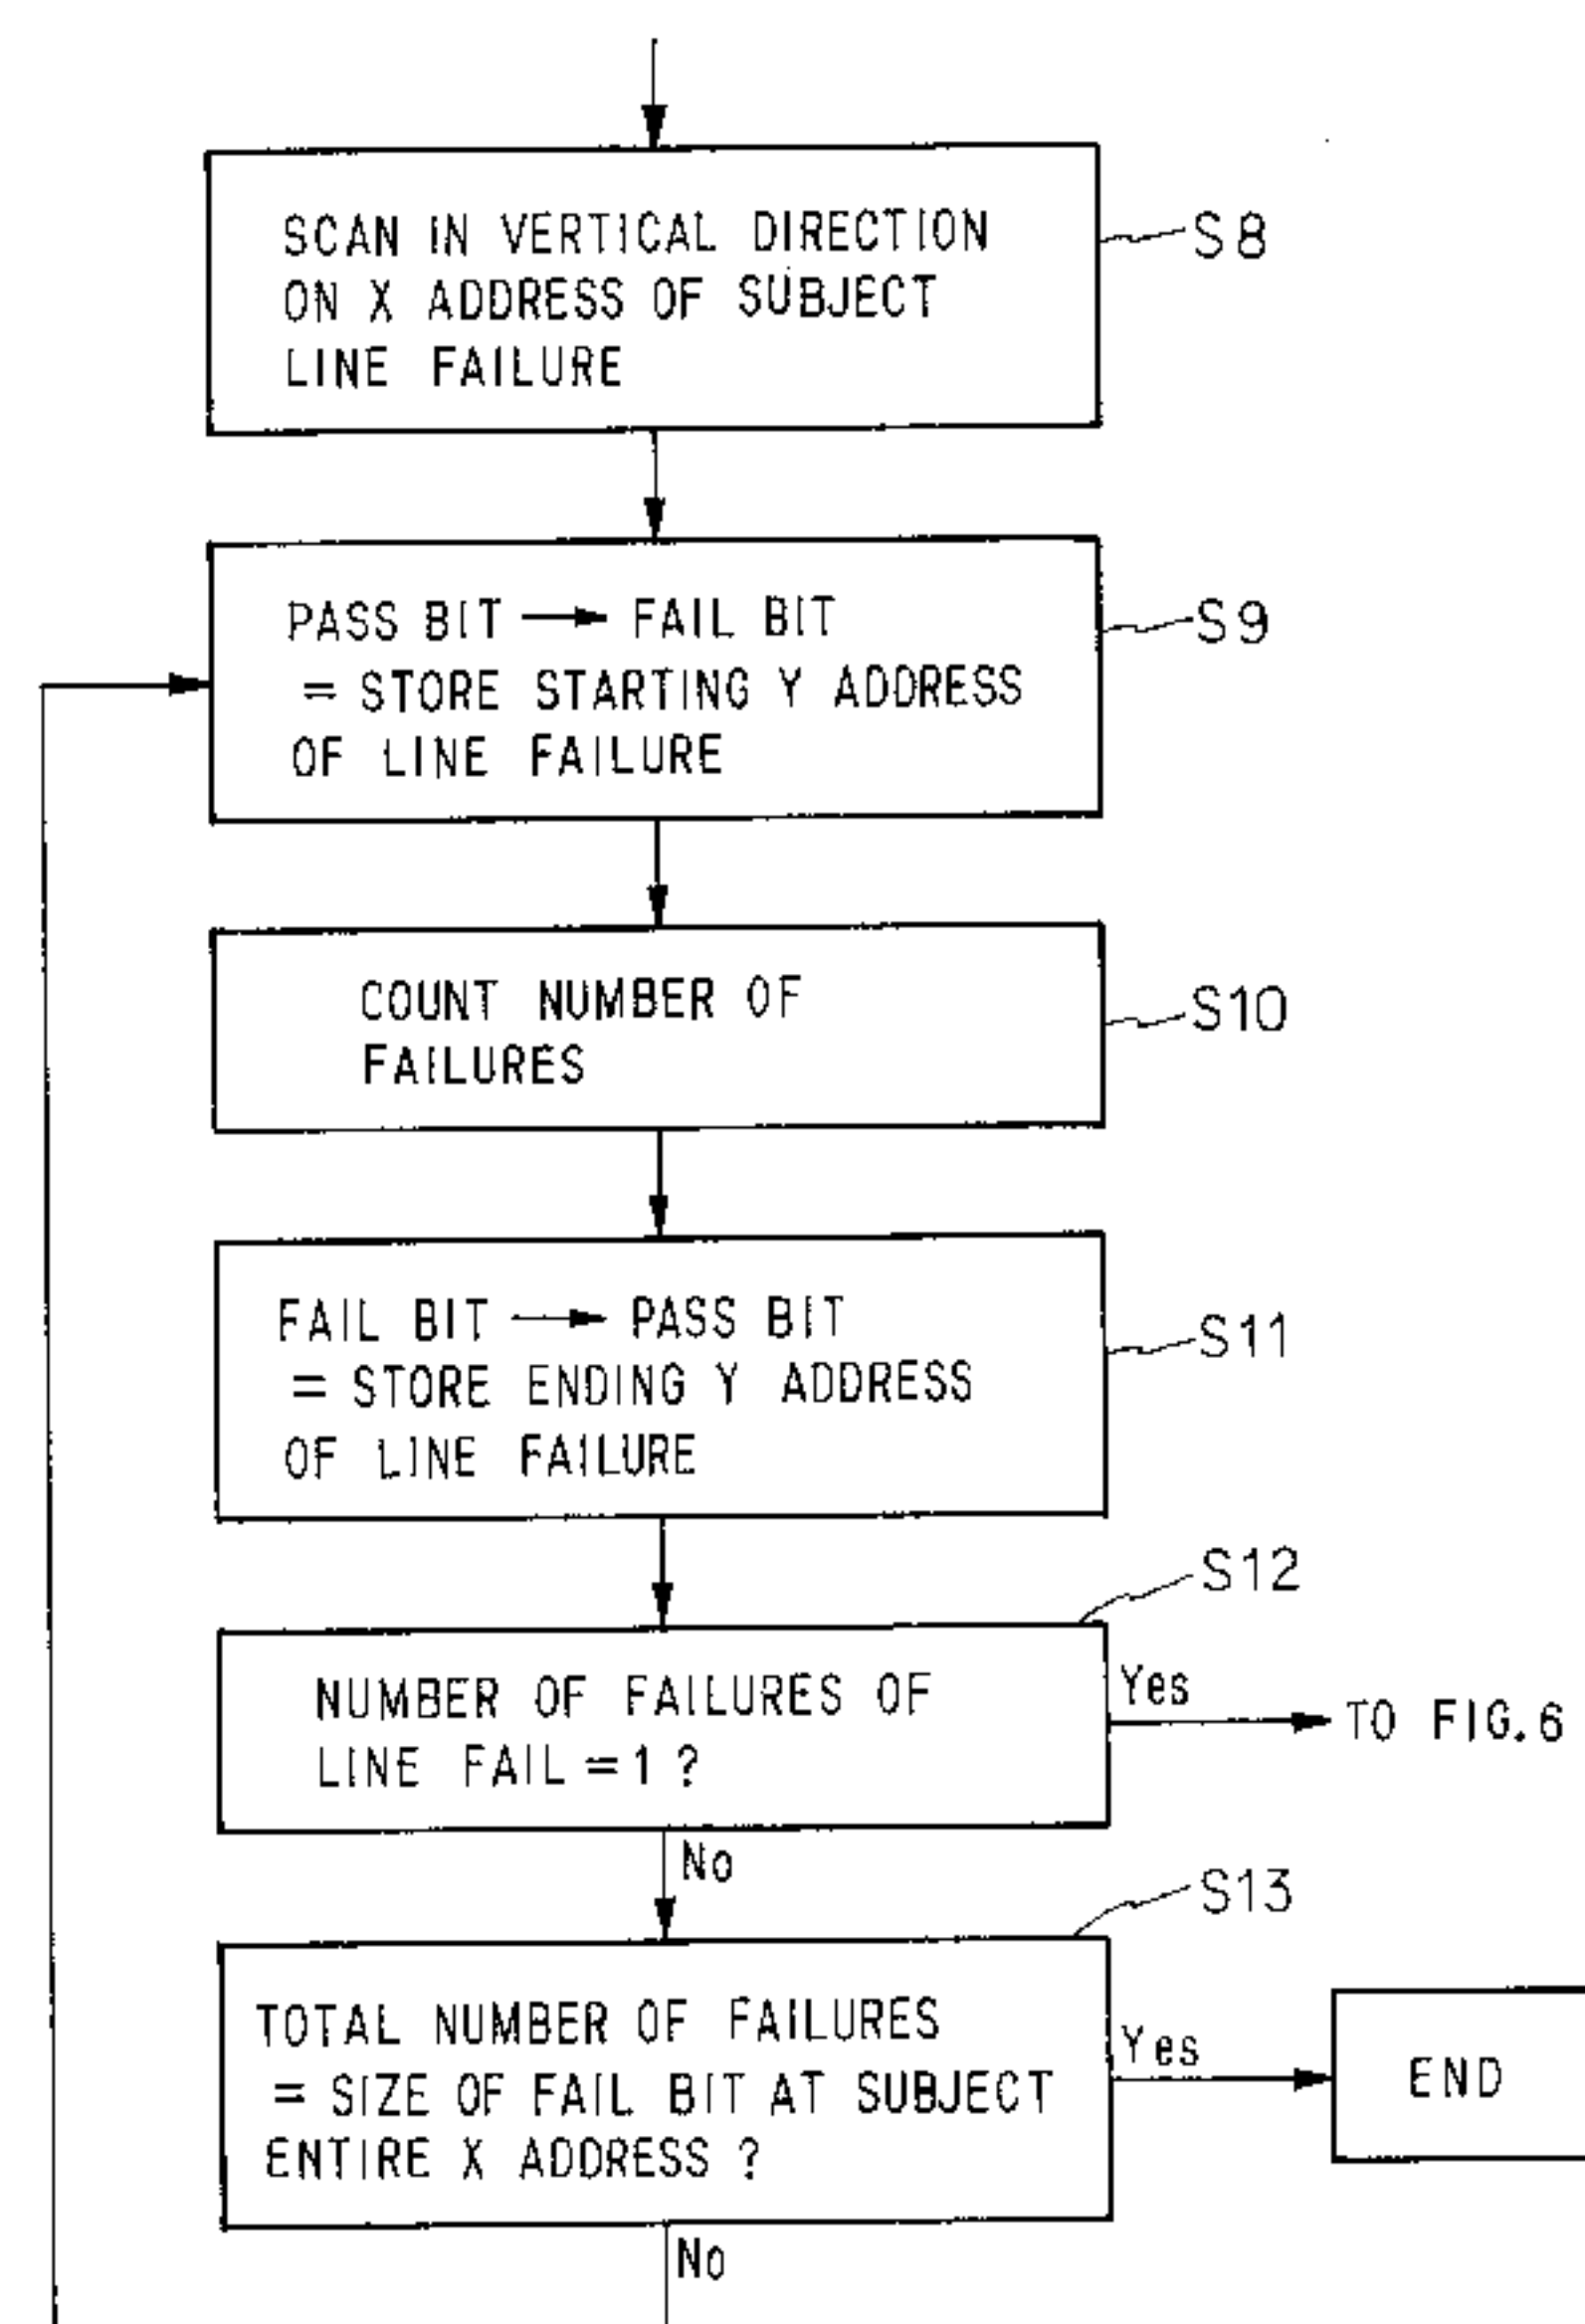 SCAN IN VERTICAL DIRECTION
ON X ADDRESS OF SUBJECT
LINE FAILURE
S8
PASS BIT → FAIL BIT
= STORE STARTING Y ADDRESS
OF LINE FAILURE
S9
COUNT NUMBER OF
FAILURES
S10
FAIL BIT → PASS BIT
= STORE ENDING Y ADDRESS
OF LINE FAILURE
S11
S12
NUMBER OF FAILURES OF
LINE FAIL = 1 ?
Yes
TO FIG.6
No
S13
TOTAL NUMBER OF FAILURES
= SIZE OF FAIL BIT AT SUBJECT
ENTIRE X ADDRESS ?
Yes
END
No